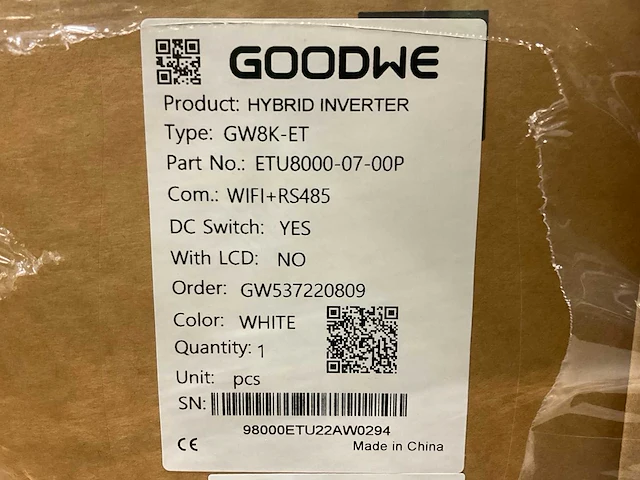 GOODWE
Product: HYBRID INVERTER
Type: GW8K-ET
Part No.: ETU8000-07-00P
Com.: WIFI+RS485
DC Switch: YES
With LCD: NO
Order: GW537220809
Color: WHITE
Quantity: 1
Unit: pcs
SN:
98000ETU22AW0294
CE Made in China